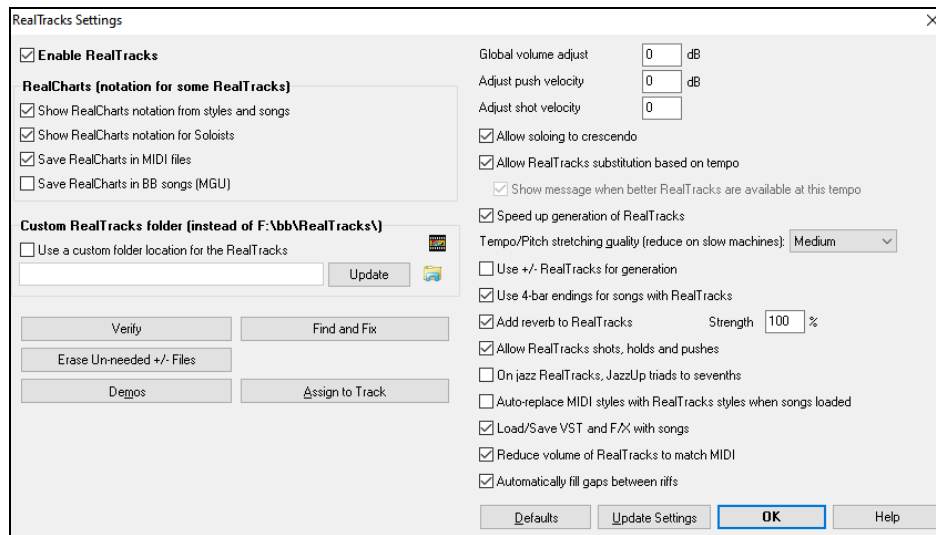 RealTracks Settings
Enable RealTracks
RealCharts (notation for some RealTracks)
Show RealCharts notation from styles and songs
Show RealCharts notation for Soloists
Save RealCharts in MIDI files
Save RealCharts in BB songs (MGU)
Custom RealTracks folder (instead of F:\bb\RealTracks\)
Use a custom folder location for the RealTracks
Update
Verify
Find and Fix
Erase Un-needed +/- Files
Demos
Assign to Track
Global volume adjust 0 dB
Adjust push velocity 0 dB
Adjust shot velocity 0
Allow soloing to crescendo
Allow RealTracks substitution based on tempo
Show message when better RealTracks are available at this tempo
Speed up generation of RealTracks
Tempo/Pitch stretching guality (reduce on slow machines): Medium
Use +/- RealTracks for generation
Use 4-bar endings for songs with RealTracks
Add reverb to RealTracks Strength 100 %
Allow RealTracks shots, holds and pushes
On jazz RealTracks, JazzUp triads to sevenths
Auto-replace MIDI styles with RealTracks styles when songs loaded
Load/Save VST and F/X with songs
Reduce volume of RealTracks to match MIDI
Automatically fill gaps between riffs
Defaults
Update Settings
OK
Help